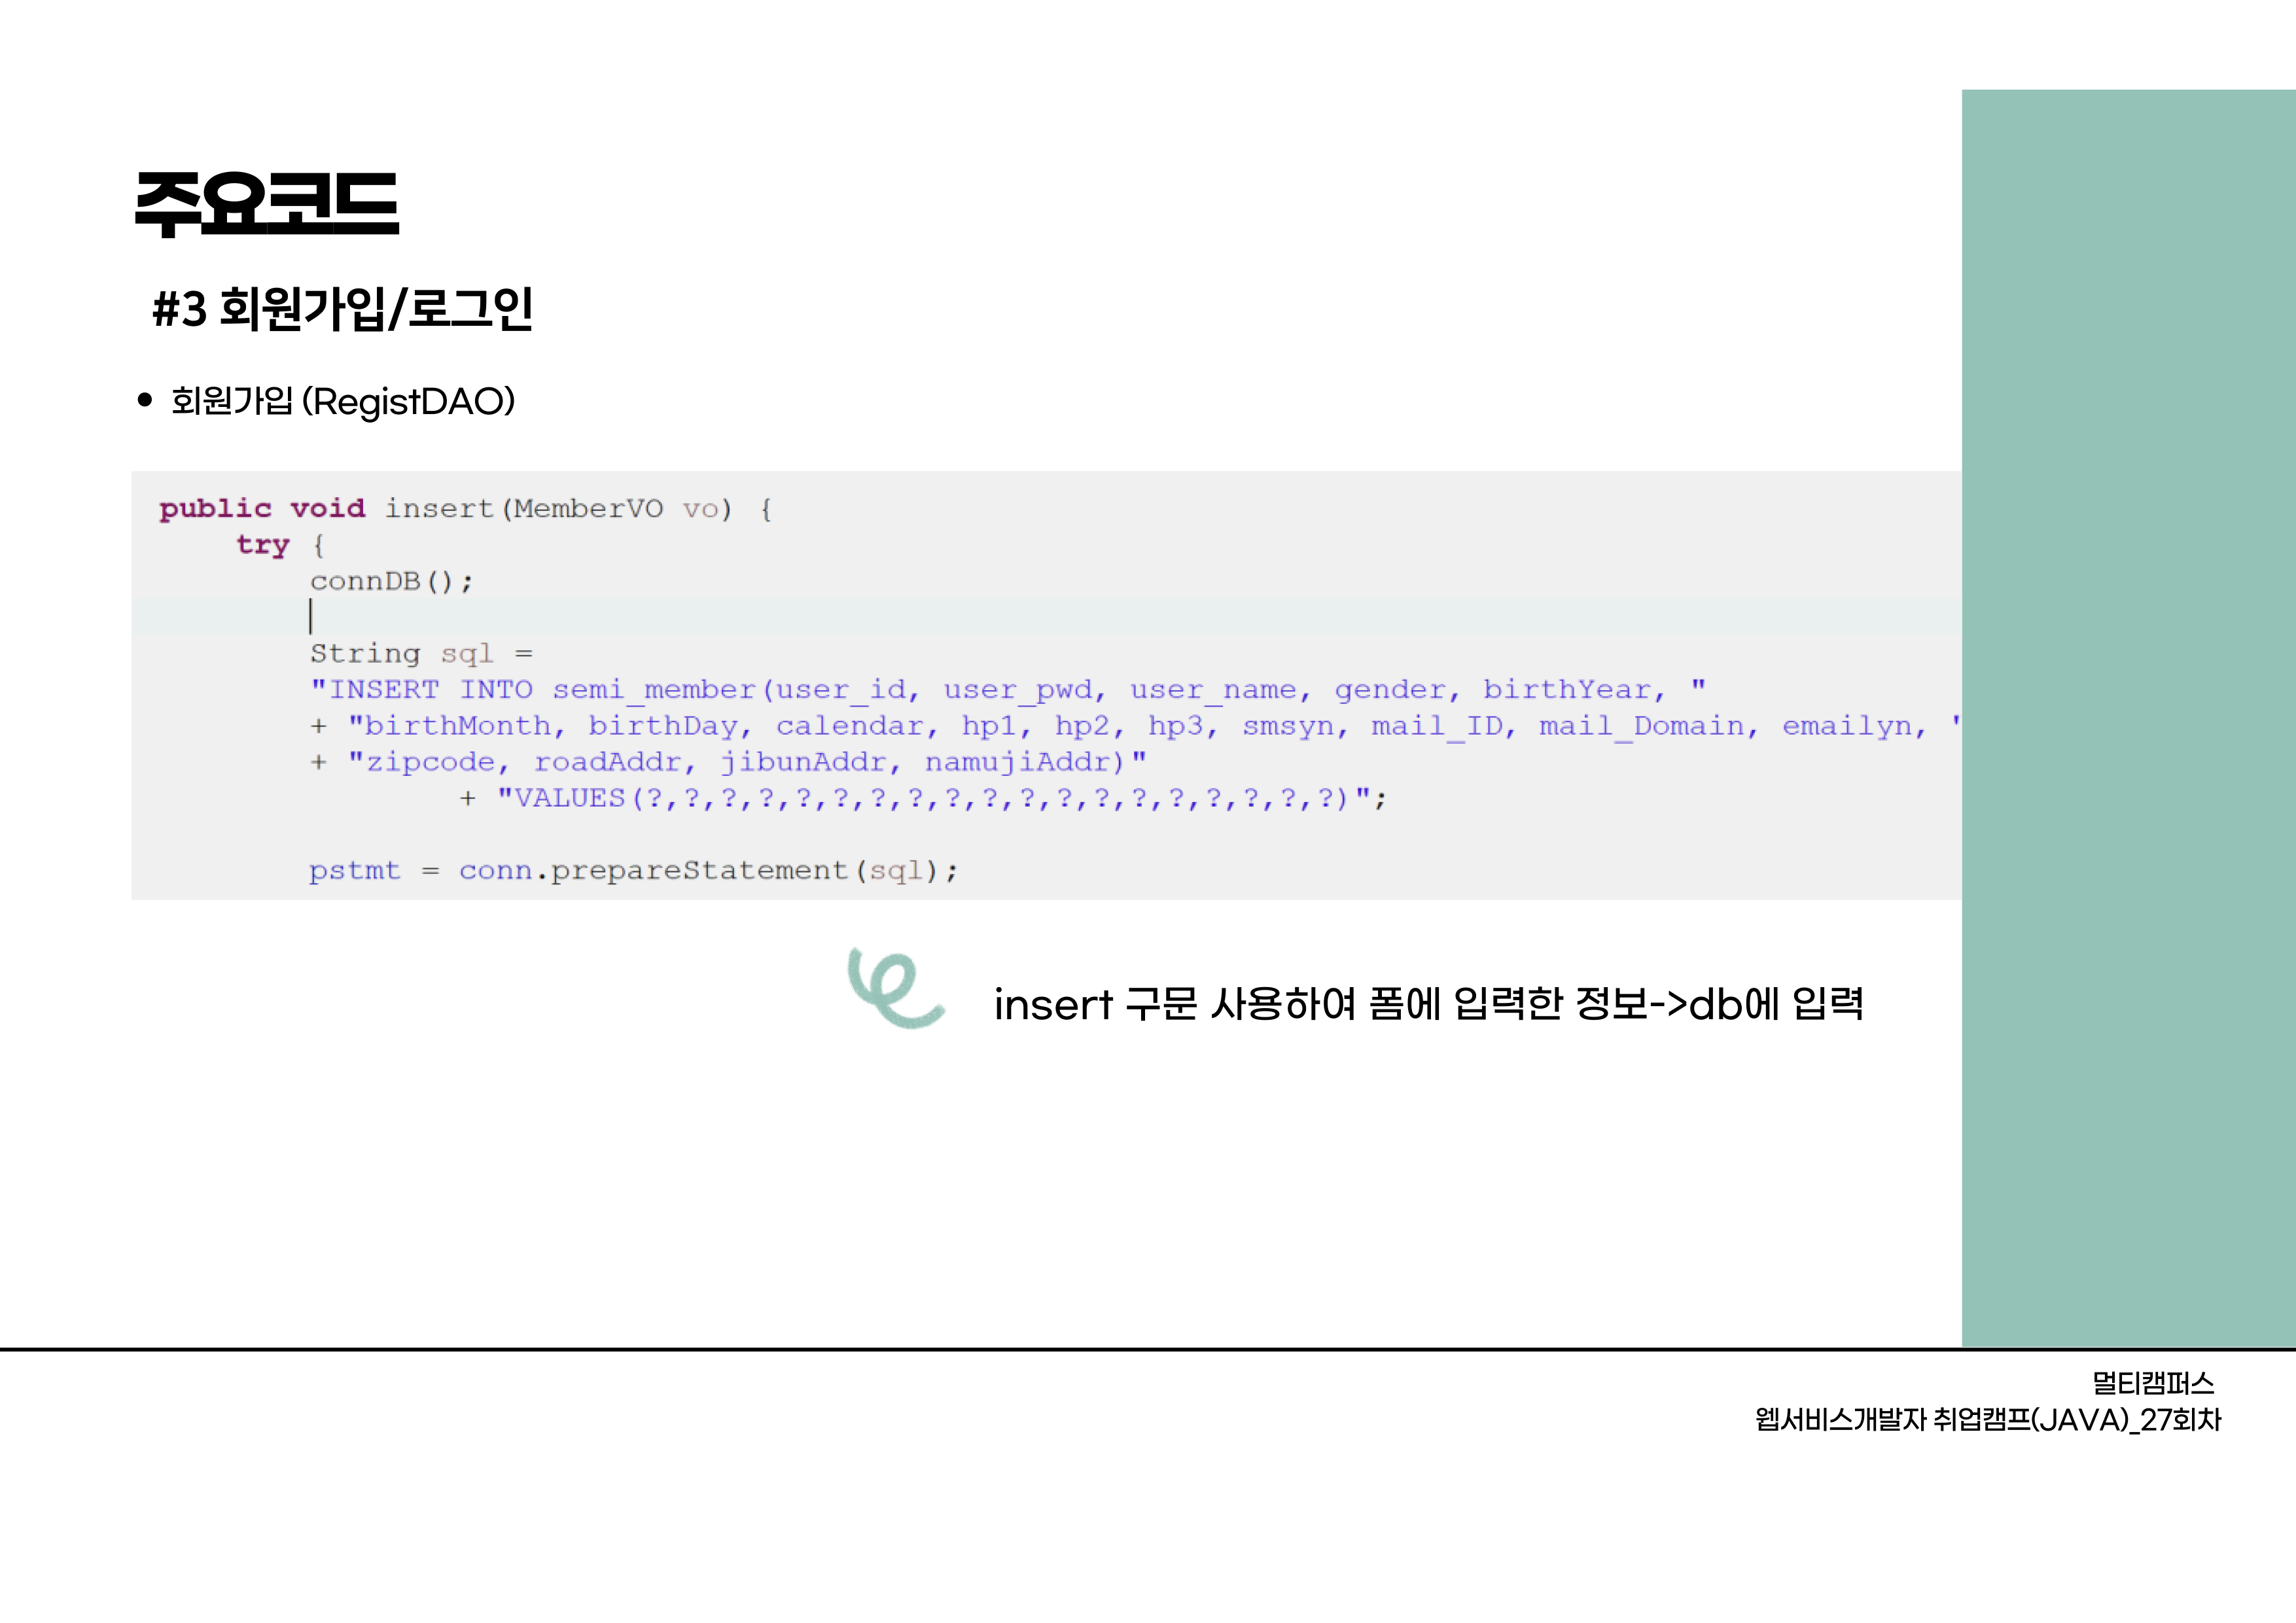 주요코드
#3 회원가입/로그인
• 회원가입 (RegistDAO)
public void insert(MemberVO vo) {
try {
connDB();
String sql =
"INSERT INTO semi_member(user_id, user_pwd, user_name, gender, birthYear, "
+ "birthMonth, birthDay, calendar, hp1, hp2, hp3, smsyn, mail_ID, mail_Domain, emailyn, "
+ "zipcode, roadAddr, jibunAddr, namujiAddr)"
+ "VALUES(?,?,?,?,?,?,?,?,?,?,?,?,?,?,?,?,?,?,?)";
pstmt = conn.prepareStatement(sql);
insert 구문 사용하여 폼에 입력한 정보->db에 입력
멀티캠퍼스
웹서비스개발자 취업캠프(JAVA)_27회차